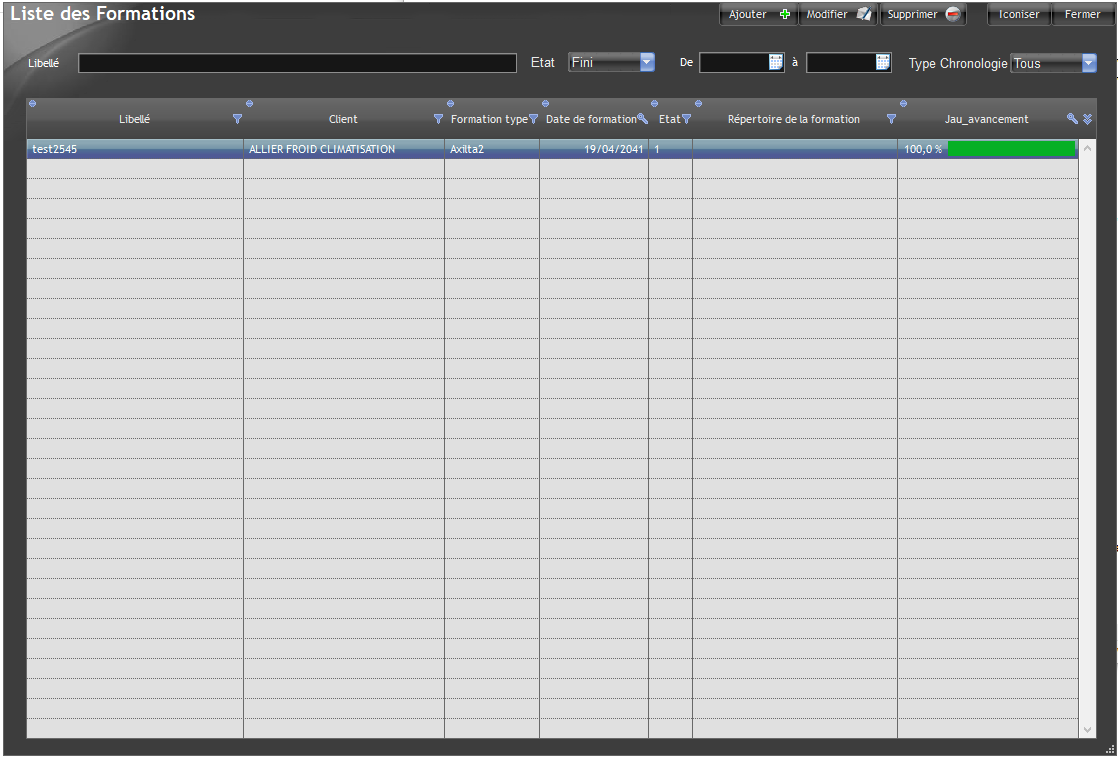 Liste des Formations
Ajouter Modifier Supprimer Iconiser Fermer
Libellé Etat Fini De à Type Chronologie Tous
Libellé Client Formation type Date de formation Etat Répertoire de la formation Jau_avancement
test2545 ALLIER FROID CLIMATISATION Axilta2 19/04/2041 1 100,0 %